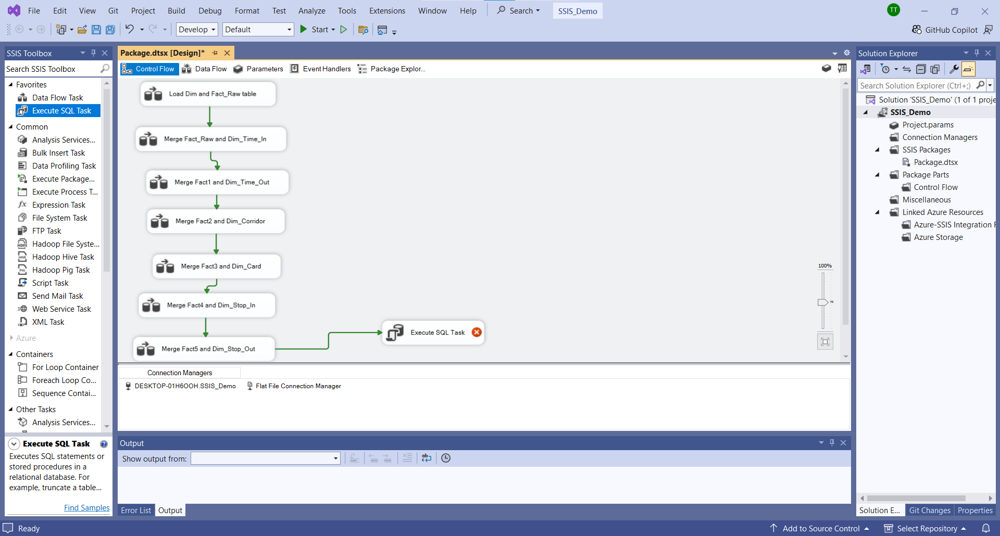 File Edit View Git Project Build Debug Format Test Analyze Tools Extensions Window Help Search SSIS_Demo TT
Develop Default Start GitHub Copilot
SSIS Toolbox
Search SSIS Toolbox
Favorites
Data Flow Task
Execute SQL Task
Common
Analysis Services...
Bulk Insert Task
Data Profiling Task
Execute Package...
Execute Process T...
Expression Task
File System Task
FTP Task
Hadoop File Syste...
Hadoop Hive Task
Hadoop Pig Task
Script Task
Send Mail Task
Web Service Task
XML Task
Azure
Containers
For Loop Container
Foreach Loop Co...
Sequence Contai...
Other Tasks
Analysis Services...
Execute SQL Task
Executes SQL statements or
stored procedures in a
relational database. For
example, truncate a table...
Find Samples
Package.dtsx [Design]*
Control Flow Data Flow Parameters Event Handlers Package Explor...
Load Dim and Fact_Raw table
Merge Fact_Raw and Dim_Time_In
Merge Fact1 and Dim_Time_Out
Merge Fact2 and Dim_Corridor
Merge Fact3 and Dim_Card
Merge Fact4 and Dim_Stop_In
Merge Fact5 and Dim_Stop_Out
Execute SQL Task
100%
Connection Managers
DESKTOP-01H6OOH.SSIS_Demo Flat File Connection Manager
Output
Show output from:
Error List Output
Solution Explorer
Search Solution Explorer (Ctrl+;)
Solution 'SSIS_Demo' (1 of 1 proje
SSIS_Demo
Project.params
Connection Managers
SSIS Packages
Package.dtsx
Package Parts
Control Flow
Miscellaneous
Linked Azure Resources
Azure-SSIS Integration
Azure Storage
Solution E... Git Changes Properties
Ready Add to Source Control Select Repository